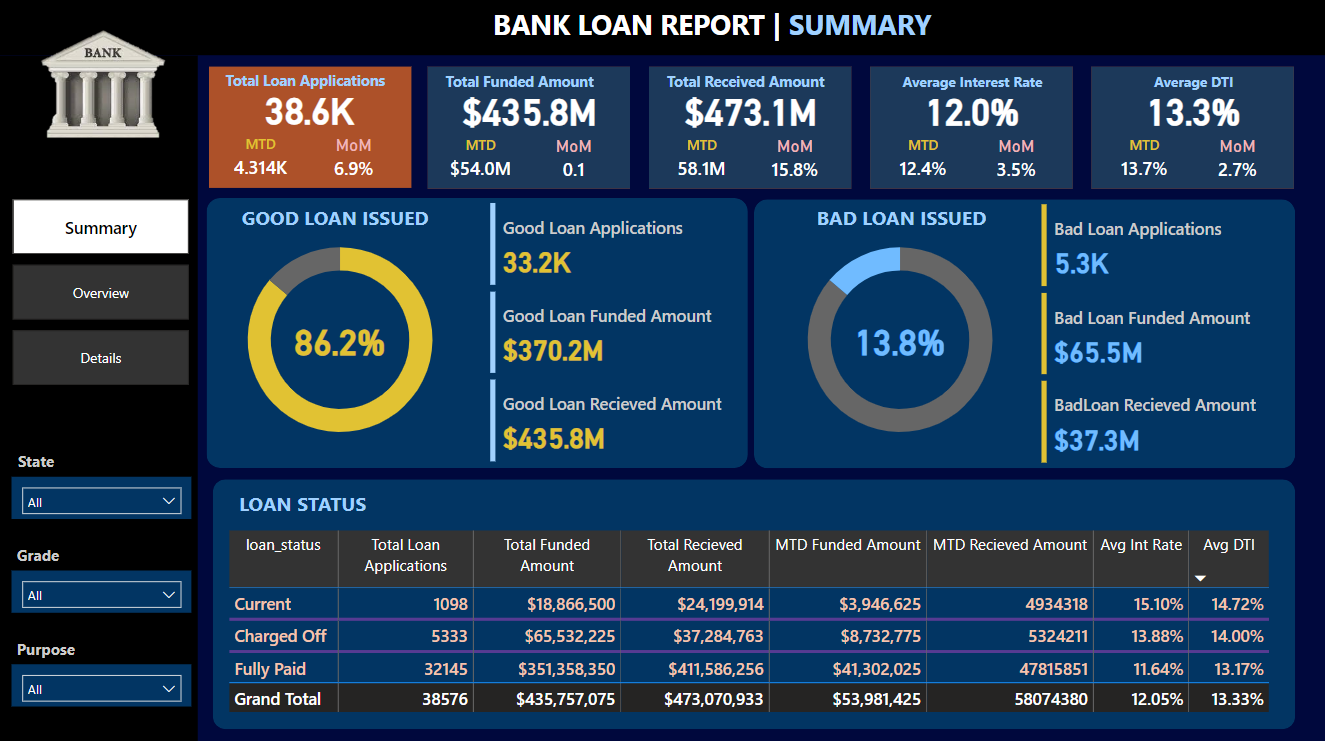 BANK LOAN REPORT | SUMMARY
BANK
Total Loan Applications
38.6K
MTD MoM
4.314K 6.9%
Total Funded Amount
$435.8M
MTD MoM
$54.0M 0.1
Total Received Amount
$473.1M
MTD MoM
58.1M 15.8%
Average Interest Rate
12.0%
MTD MoM
12.4% 3.5%
Average DTI
13.3%
MTD MoM
13.7% 2.7%
Summary
Overview
Details
State
All
Grade
All
Purpose
All
GOOD LOAN ISSUED
86.2%
Good Loan Applications
33.2K
Good Loan Funded Amount
$370.2M
Good Loan Recieved Amount
$435.8M
BAD LOAN ISSUED
13.8%
Bad Loan Applications
5.3K
Bad Loan Funded Amount
$65.5M
BadLoan Recieved Amount
$37.3M
LOAN STATUS
loan_status Total Loan Applications Total Funded Amount Total Recieved Amount MTD Funded Amount MTD Recieved Amount Avg Int Rate Avg DTI
Current 1098 $18,866,500 $24,199,914 $3,946,625 4934318 15.10% 14.72%
Charged Off 5333 $65,532,225 $37,284,763 $8,732,775 5324211 13.88% 14.00%
Fully Paid 32145 $351,358,350 $411,586,256 $41,302,025 47815851 11.64% 13.17%
Grand Total 38576 $435,757,075 $473,070,933 $53,981,425 58074380 12.05% 13.33%